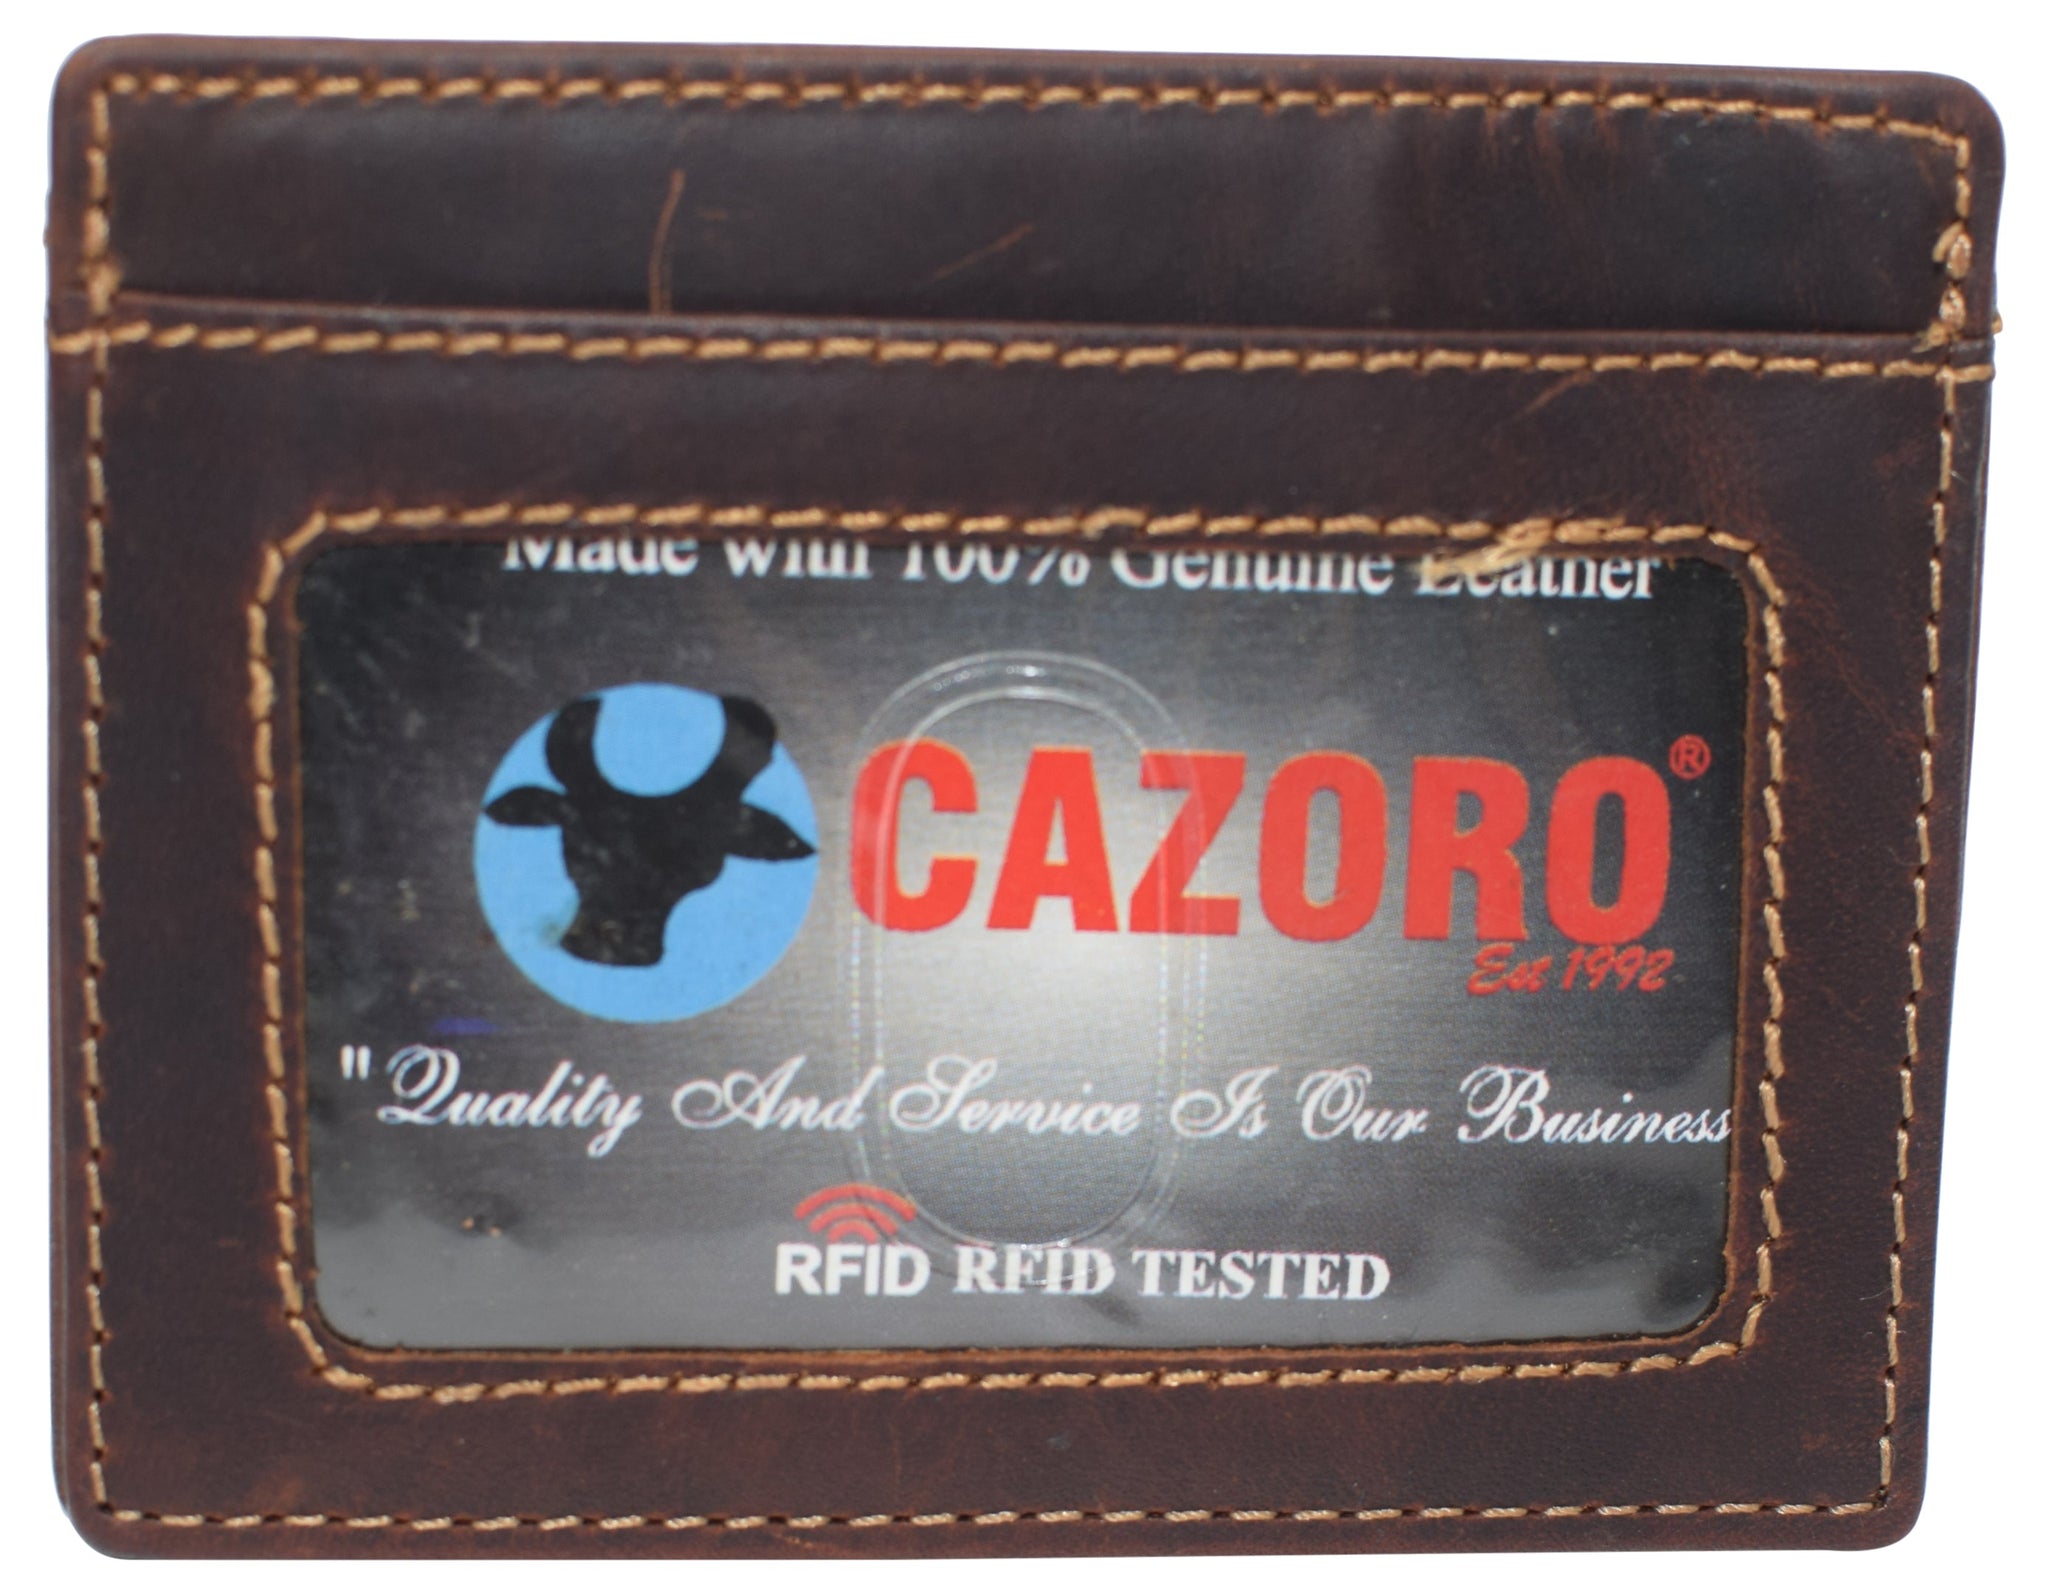 Made with 100% Genuine Leather
CAZORO®
Est 1992
"Quality And Service Is Our Business
RFID RFID TESTED